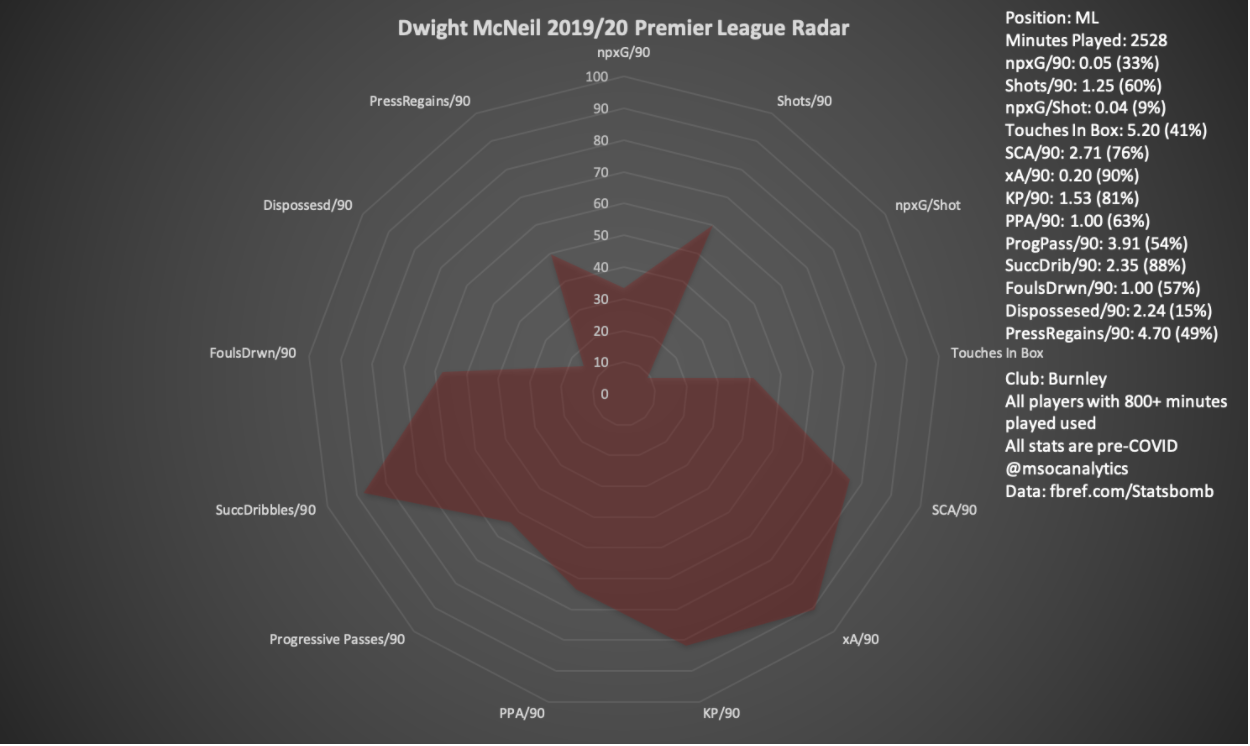 Dwight McNeil 2019/20 Premier League Radar
npxG/90
Shots/90
npxG/Shot
Touches In Box
SCA/90
xA/90
KP/90
PPA/90
Progressive Passes/90
SuccDribbles/90
FoulsDrwn/90
Dispossesd/90
PressRegains/90
100
90
80
70
60
50
40
30
20
10
0
Position: ML
Minutes Played: 2528
npxG/90: 0.05 (33%)
Shots/90: 1.25 (60%)
npxG/Shot: 0.04 (9%)
Touches In Box: 5.20 (41%)
SCA/90: 2.71 (76%)
xA/90: 0.20 (90%)
KP/90: 1.53 (81%)
PPA/90: 1.00 (63%)
ProgPass/90: 3.91 (54%)
SuccDrib/90: 2.35 (88%)
FoulsDrwn/90: 1.00 (57%)
Dispossesed/90: 2.24 (15%)
PressRegains/90: 4.70 (49%)
Club: Burnley
All players with 800+ minutes
played used
All stats are pre-COVID
@msocanalytics
Data: fbref.com/Statsbomb